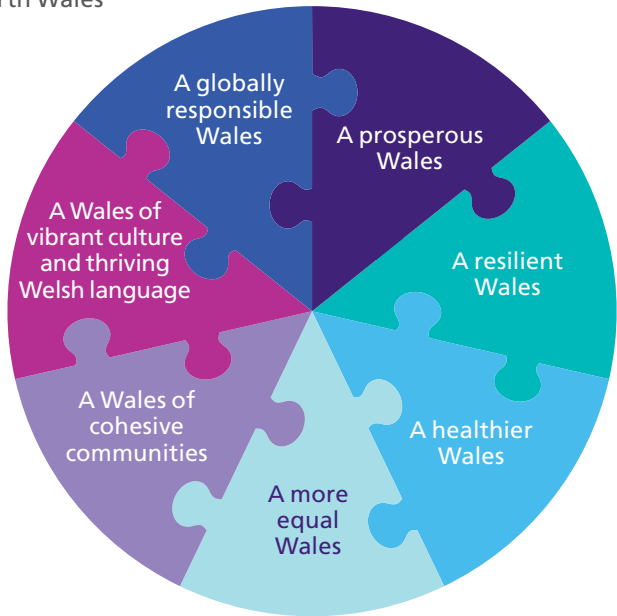 Wales
A globally
responsible
Wales
A prosperous
Wales
A resilient
Wales
A healthier
Wales
A more
equal
Wales
A Wales of
cohesive
communities
A Wales of
vibrant culture
and thriving
Welsh language